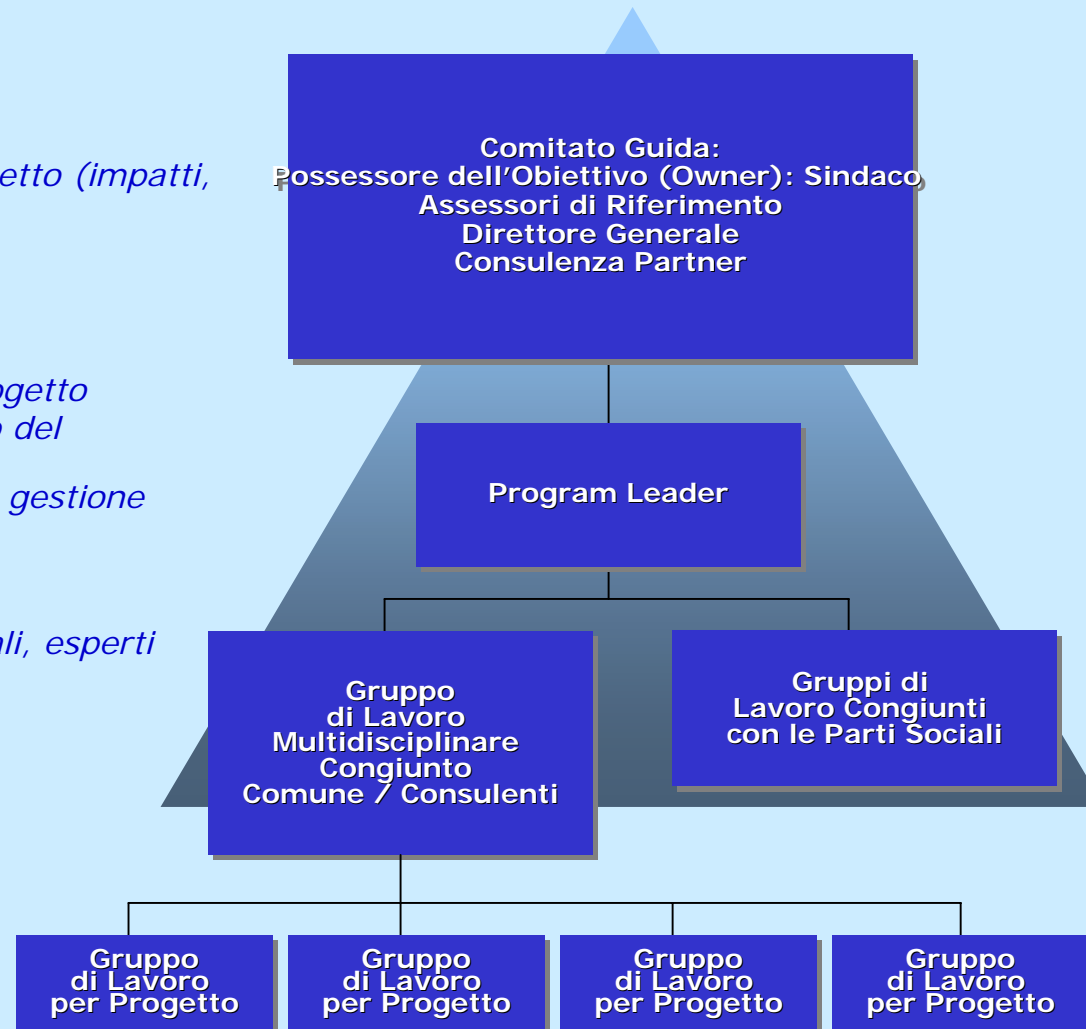 Comitato Guida:
etto (impatti,
Possessore dell'Obiettivo (Owner): Sindaco
Assessori di Riferimento
Direttore Generale
Consulenza Partner
getto
del
gestione
Program Leader
li, esperti
Gruppo
di Lavoro
Multidisciplinare
Congiunto
Comune / Consulenti
Gruppi di
Lavoro Congiunti
con le Parti Sociali
Gruppo
di Lavoro
per Progetto
Gruppo
di Lavoro
per Progetto
Gruppo
di Lavoro
per Progetto
Gruppo
di Lavoro
per Progetto